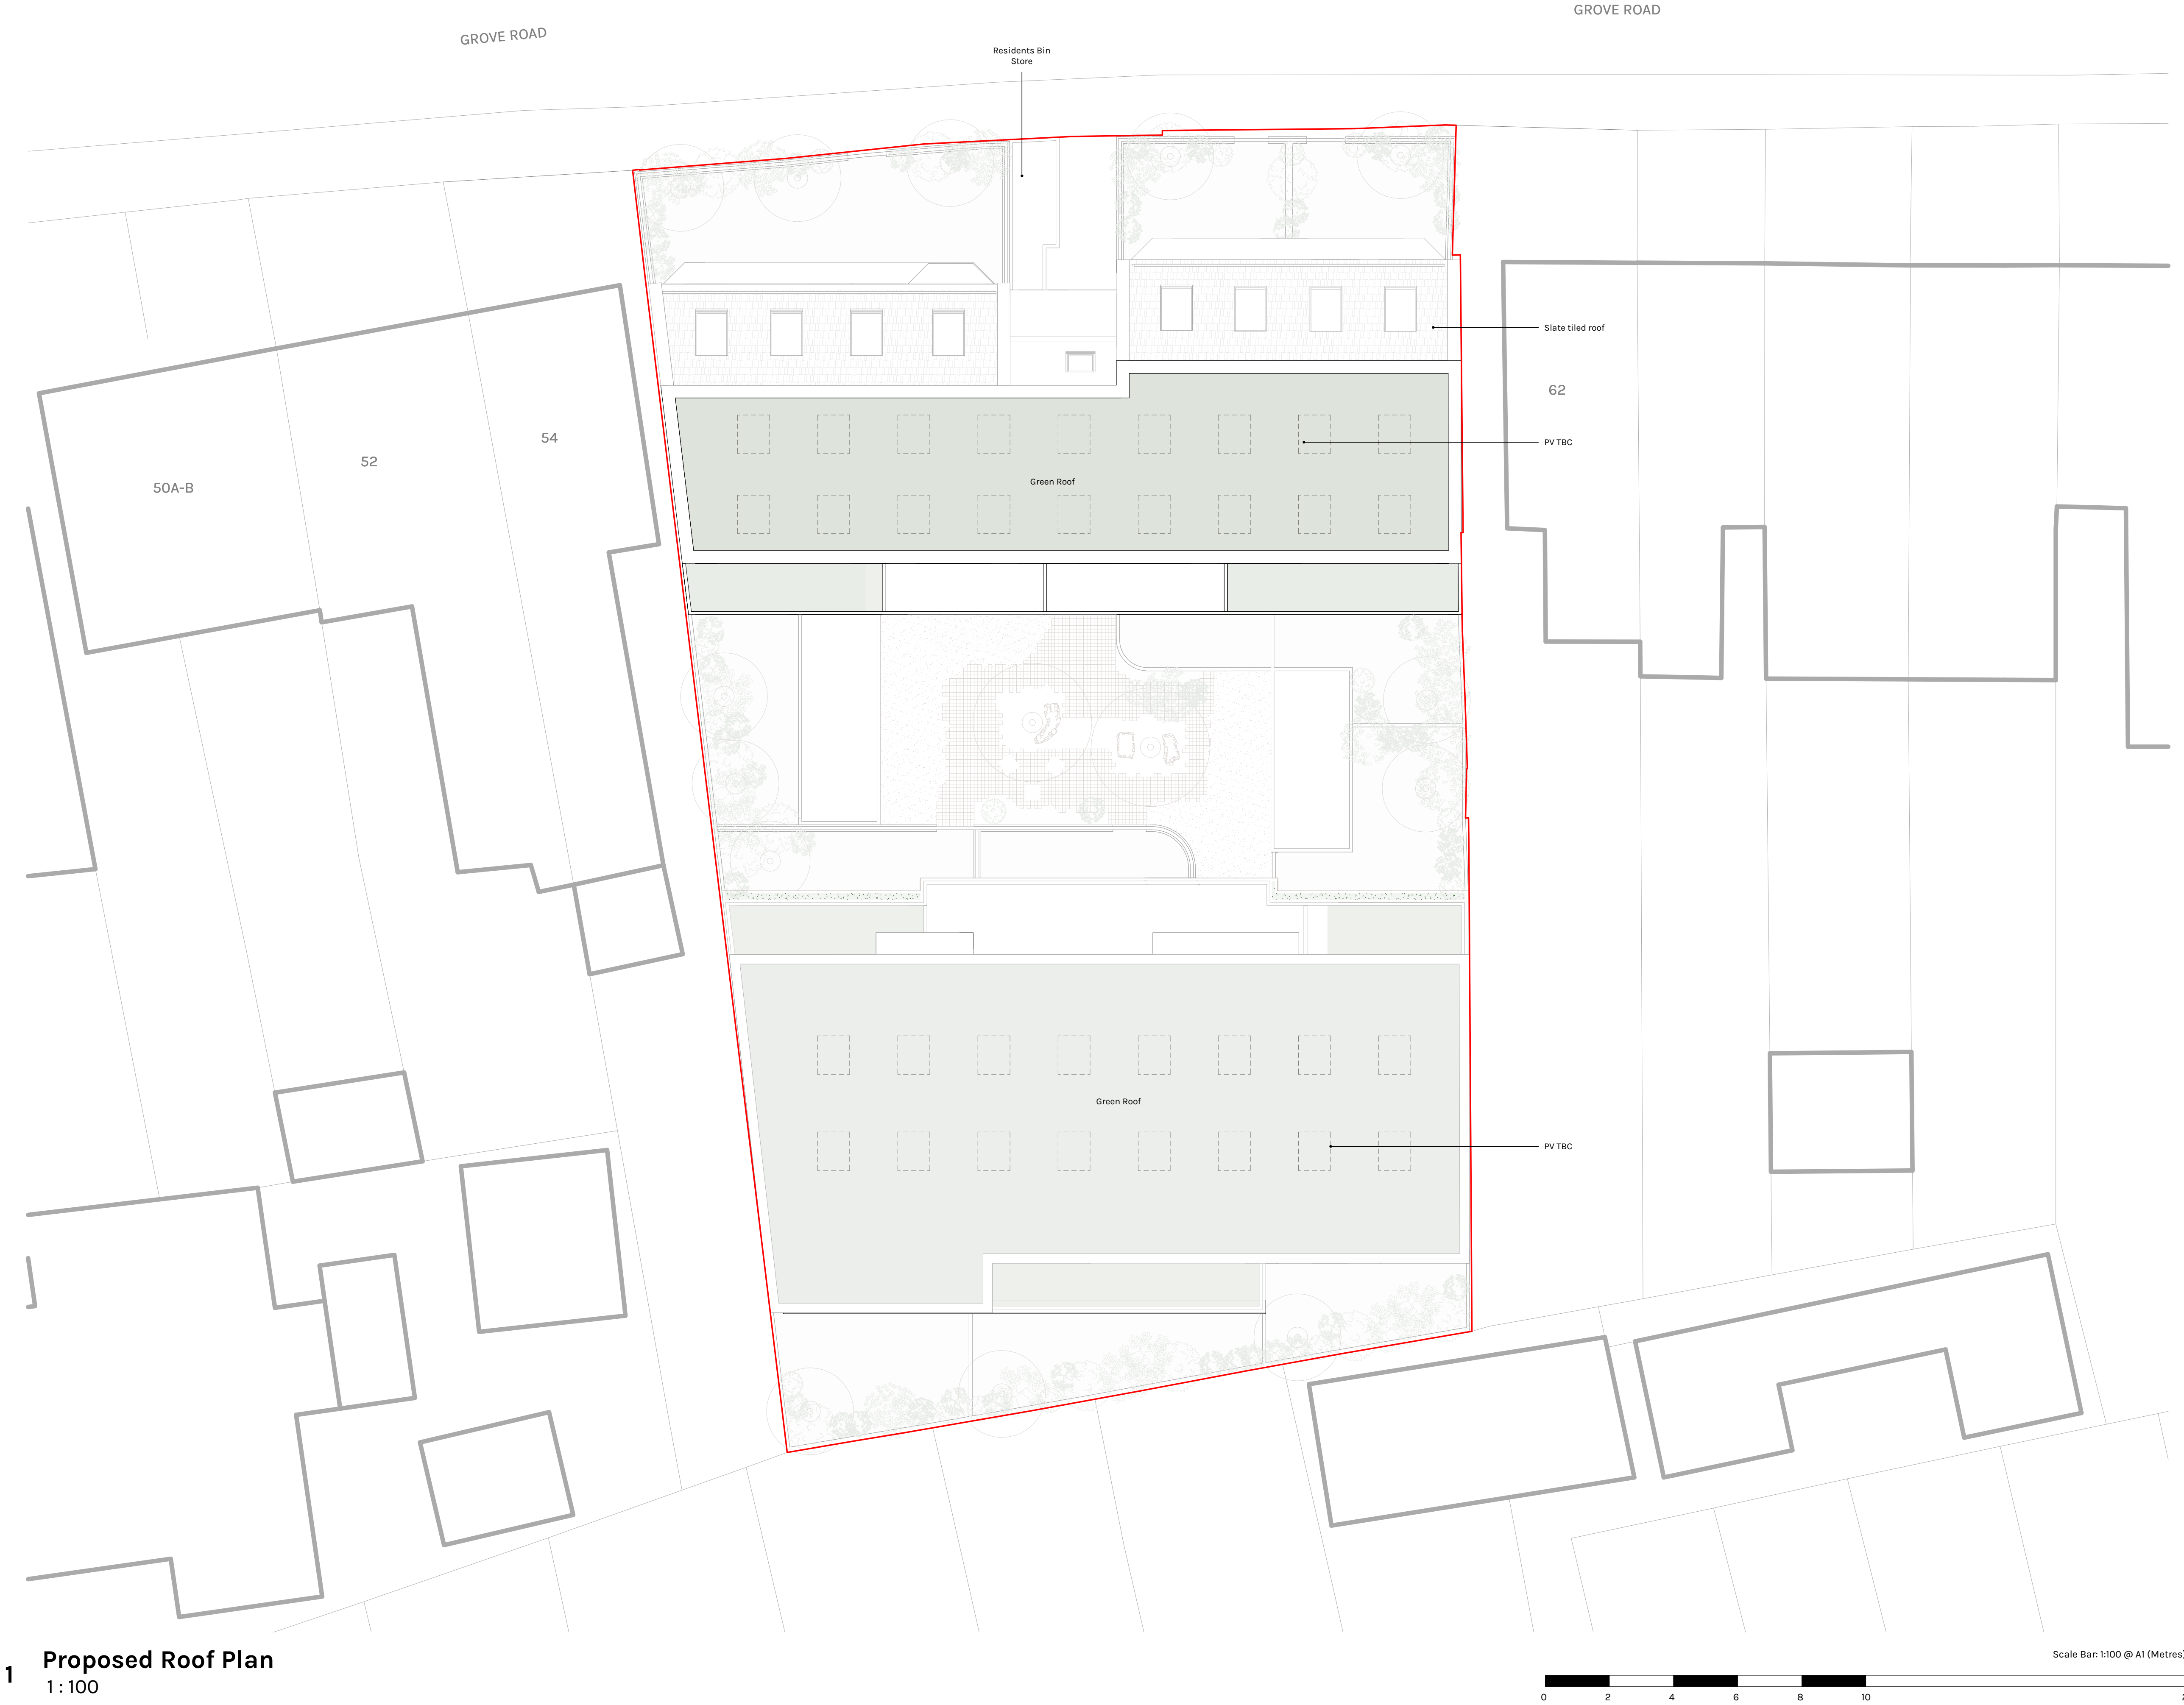 GROVE ROAD
GROVE ROAD
Residents Bin
Store
Slate tiled roof
62
54
PV TBC
52
Green Roof
50A-B
Green Roof
PV TBC
1
Proposed Roof Plan
1 : 100
Scale Bar: 1:100 @ A1 (Metres)
0 2 4 6 8 10